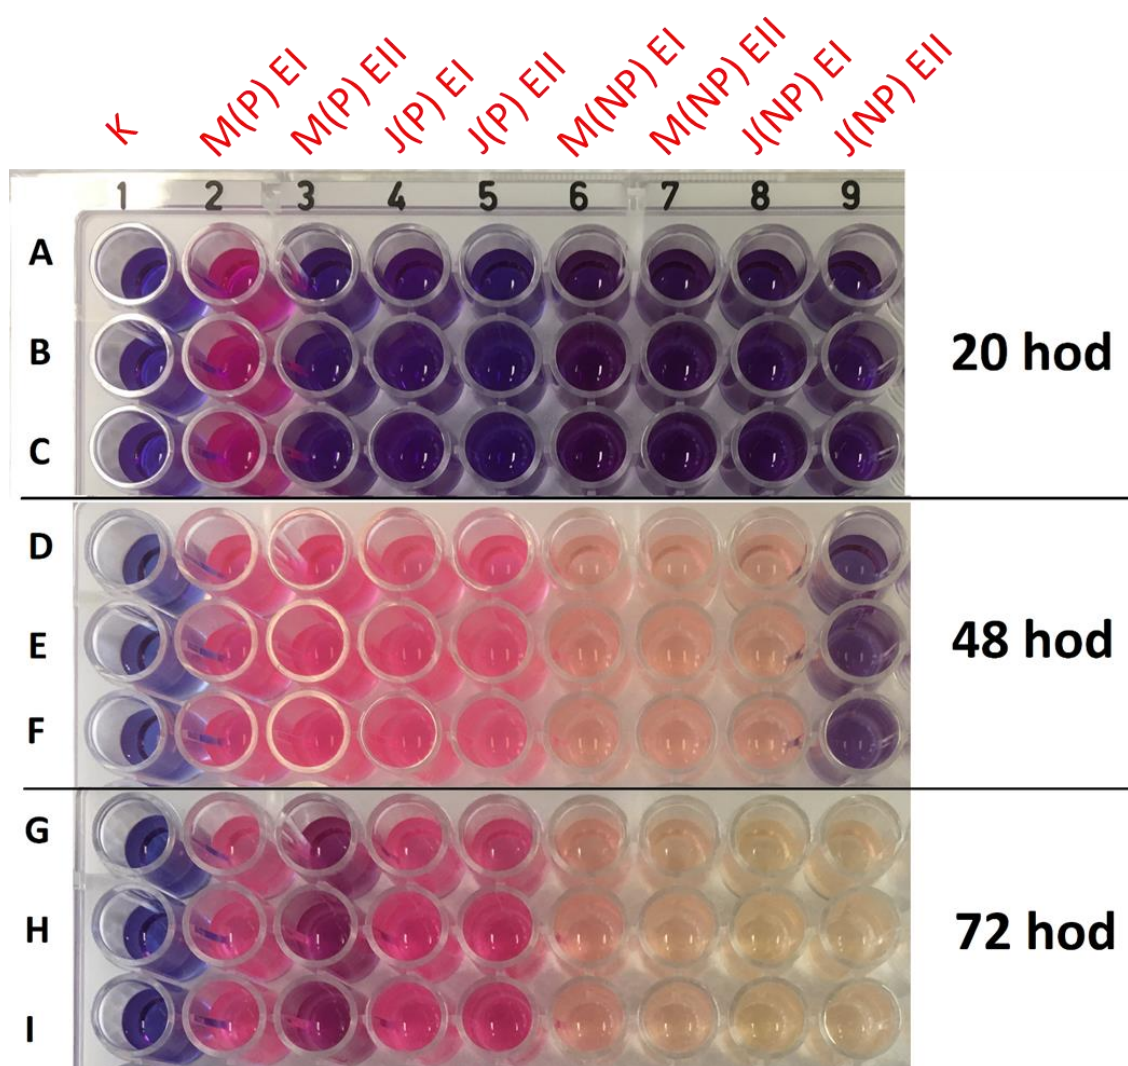 K
M(P) EI
M(P) EII
J(P) EI
J(P) EII
M(NP) EI
M(NP) EII
J(NP) EI
J(NP) EII
1 2 3 4 5 6 7 8 9
A
B
20 hod
C
D
E
48 hod
F
G
H
72 hod
I